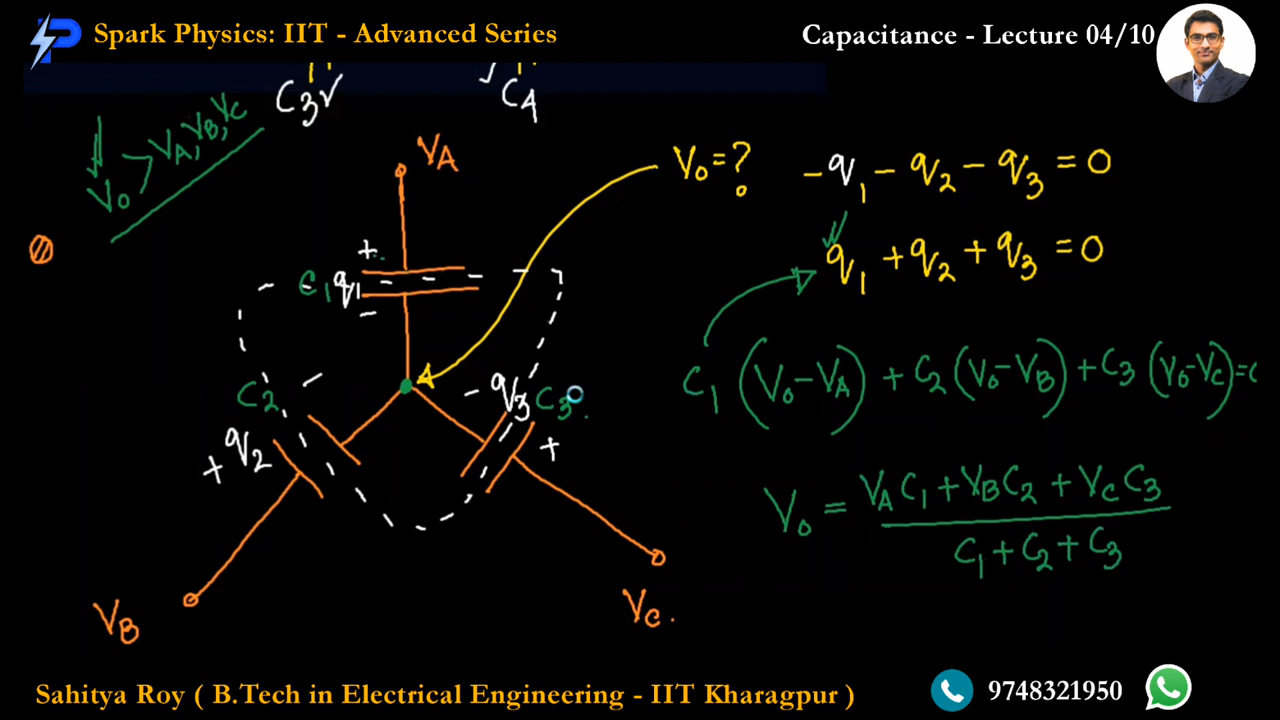 Spark Physics: IIT - Advanced Series
Capacitance - Lecture 04/10
C3✓
C4
V0 > VA, VB, VC
VA
V0 = ?
-q1 - q2 - q3 = 0
+
C1 q1
-
q1 + q2 + q3 = 0
C1 (V0 - VA) + C2 (V0 - VB) + C3 (V0 - VC) = 0
C2 -
- q3 C3
+ q2
+
V0 = VA C1 + VB C2 + VC C3
C1 + C2 + C3
VB
VC.
Sahitya Roy ( B.Tech in Electrical Engineering - IIT Kharagpur )
9748321950